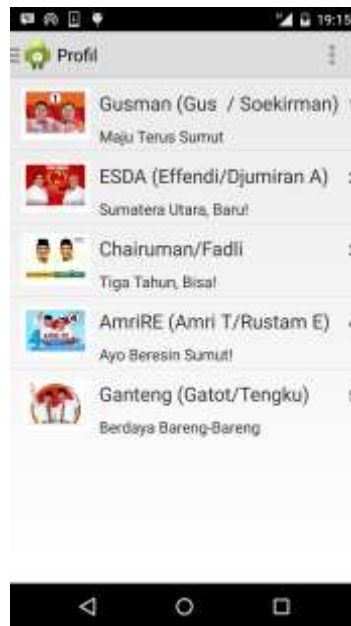 19:15
Profil
Gusman (Gus / Soekirman)
Maju Terus Sumut
ESDA (Effendi/Djumiran A)
Sumatera Utara, Baru!
Chairuman/Fadli
Tiga Tahun, Bisa!
AmriRE (Amri T/Rustam E)
Ayo Beresin Sumut!
Ganteng (Gatot/Tengku)
Berdaya Bareng-Bareng